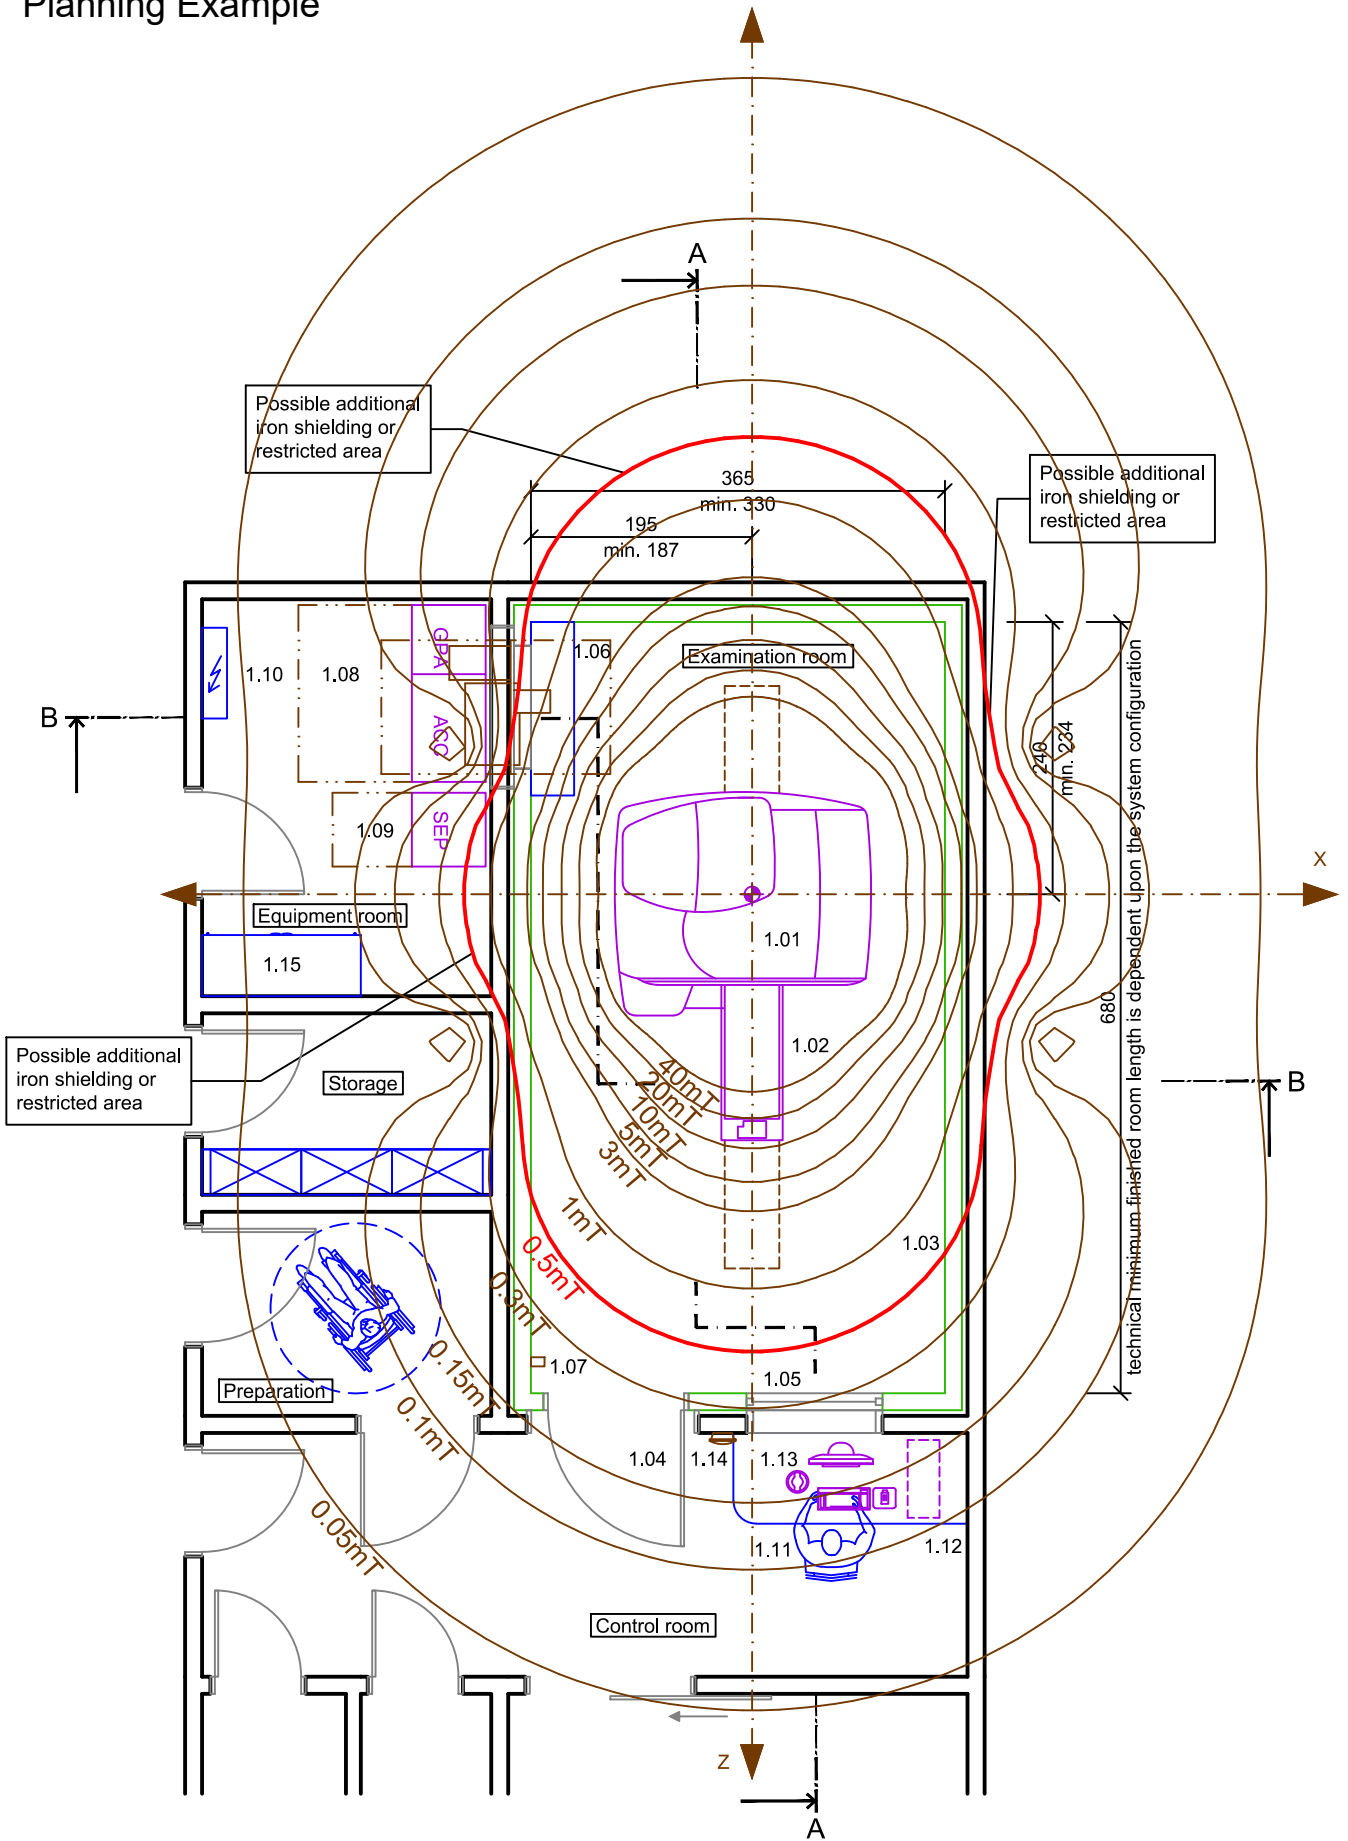 Planning Example
A
Possible additional
iron shielding or
restricted area
365
min. 330
195
min. 187
Possible additional
iron shielding or
restricted area
1.10
1.08
GPA
1.06
Examination room
B
ACC
240
min. 234
1.09
SEP
X
Equipment room
1.15
1.01
680
technical minimum finished room length is dependent upon the system configuration
Possible additional
iron shielding or
restricted area
Storage
1.02
B
40mT
20mT
10mT
5mT
3mT
1mT
0.5mT
0.3mT
0.15mT
0.1mT
0.05mT
1.03
1.07
1.05
Preparation
1.04
1.14
1.13
1.11
1.12
Control room
Z
A